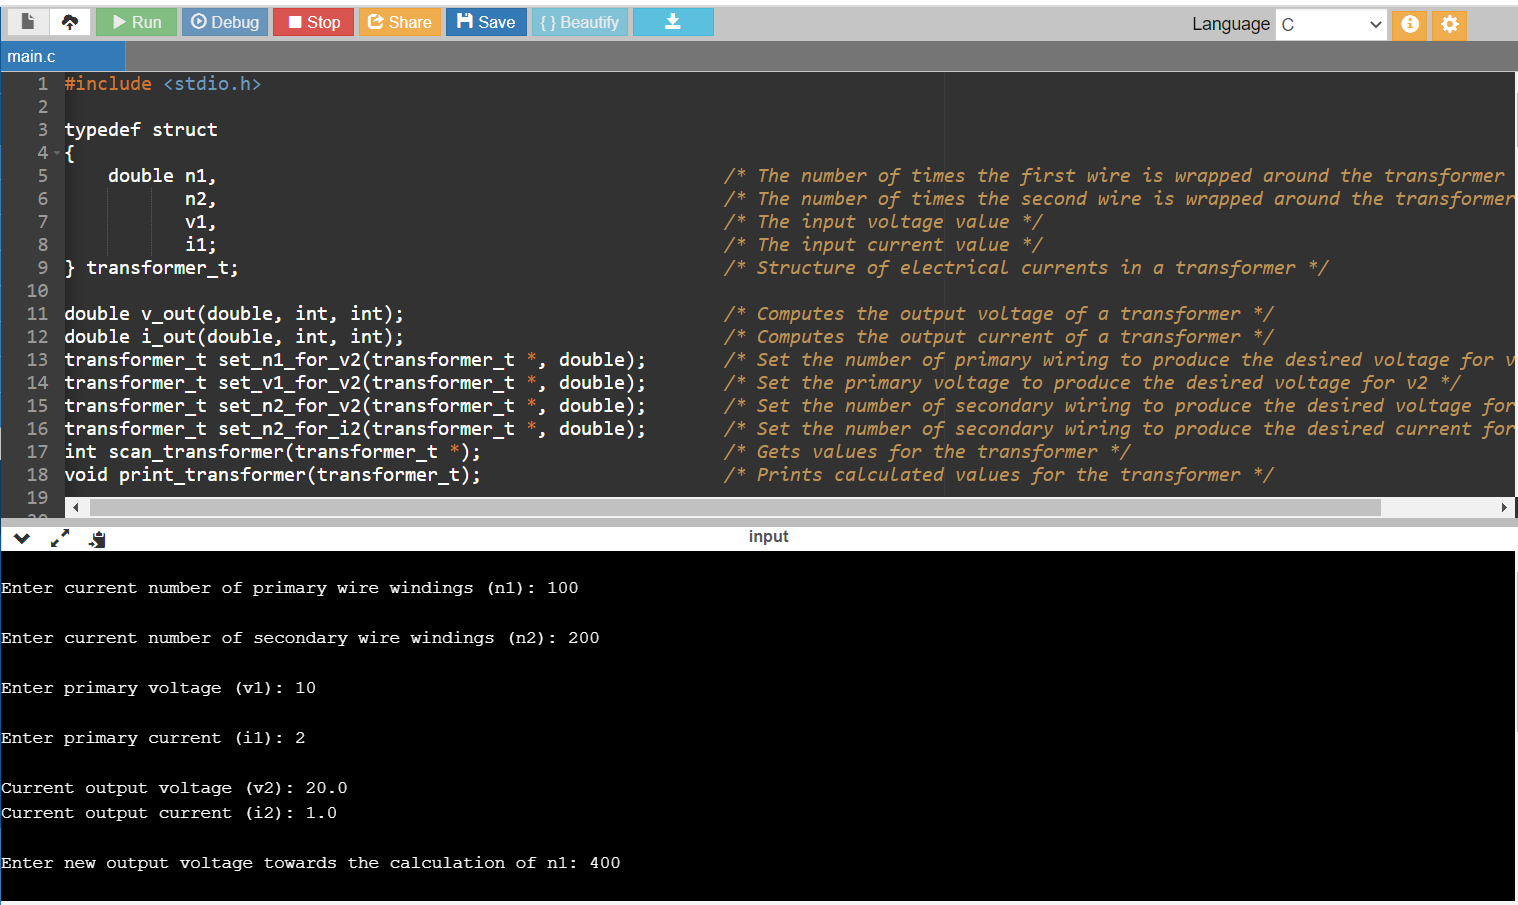 Run Debug Stop Share Save { } Beautify Language C
main.c
1 #include <stdio.h>
2
3 typedef struct
4 {
5 double n1, /* The number of times the first wire is wrapped around the transformer
6 n2, /* The number of times the second wire is wrapped around the transformer
7 v1, /* The input voltage value */
8 i1; /* The input current value */
9 } transformer_t; /* Structure of electrical currents in a transformer */
10
11 double v_out(double, int, int); /* Computes the output voltage of a transformer */
12 double i_out(double, int, int); /* Computes the output current of a transformer */
13 transformer_t set_n1_for_v2(transformer_t *, double); /* Set the number of primary wiring to produce the desired voltage for v
14 transformer_t set_v1_for_v2(transformer_t *, double); /* Set the primary voltage to produce the desired voltage for v2 */
15 transformer_t set_n2_for_v2(transformer_t *, double); /* Set the number of secondary wiring to produce the desired voltage for
16 transformer_t set_n2_for_i2(transformer_t *, double); /* Set the number of secondary wiring to produce the desired current for
17 int scan_transformer(transformer_t *); /* Gets values for the transformer */
18 void print_transformer(transformer_t); /* Prints calculated values for the transformer */
19
input
Enter current number of primary wire windings (n1): 100
Enter current number of secondary wire windings (n2): 200
Enter primary voltage (v1): 10
Enter primary current (i1): 2
Current output voltage (v2): 20.0
Current output current (i2): 1.0
Enter new output voltage towards the calculation of n1: 400